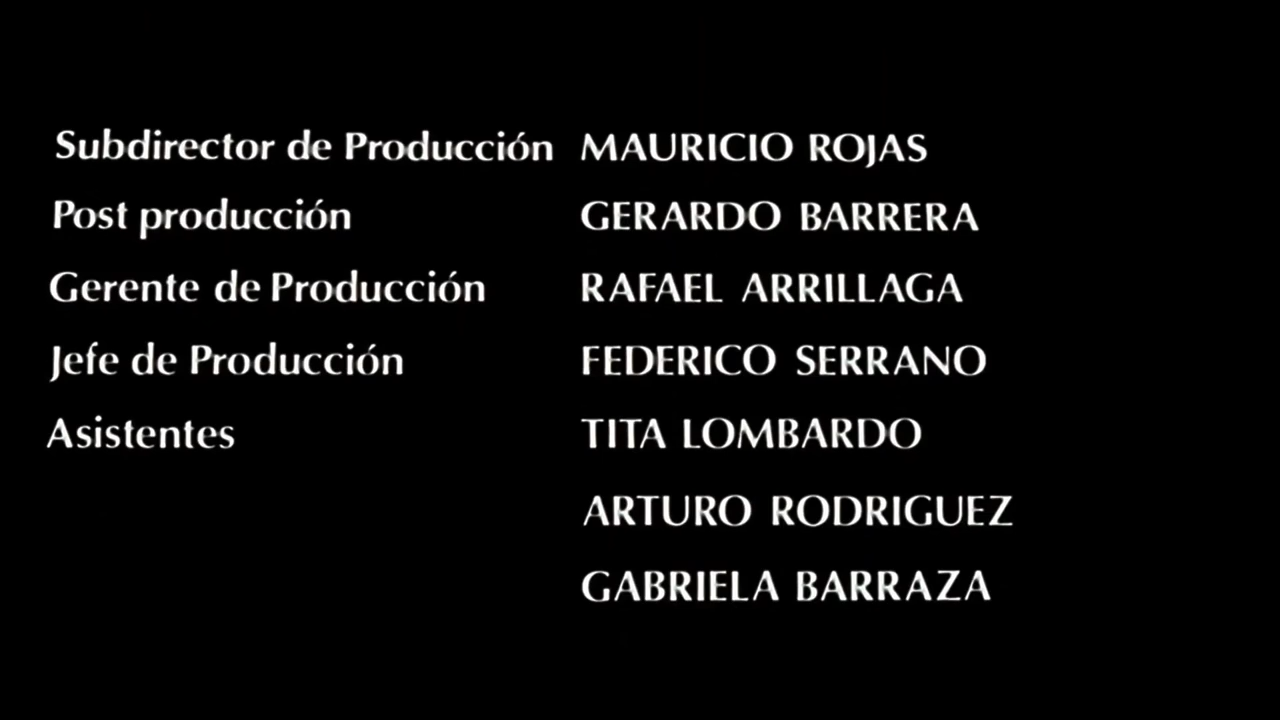 Subdirector de Producción MAURICIO ROJAS
Post producción GERARDO BARRERA
Gerente de Producción RAFAEL ARRILLAGA
Jefe de Producción FEDERICO SERRANO
Asistentes TITA LOMBARDO
ARTURO RODRIGUEZ
GABRIELA BARRAZA